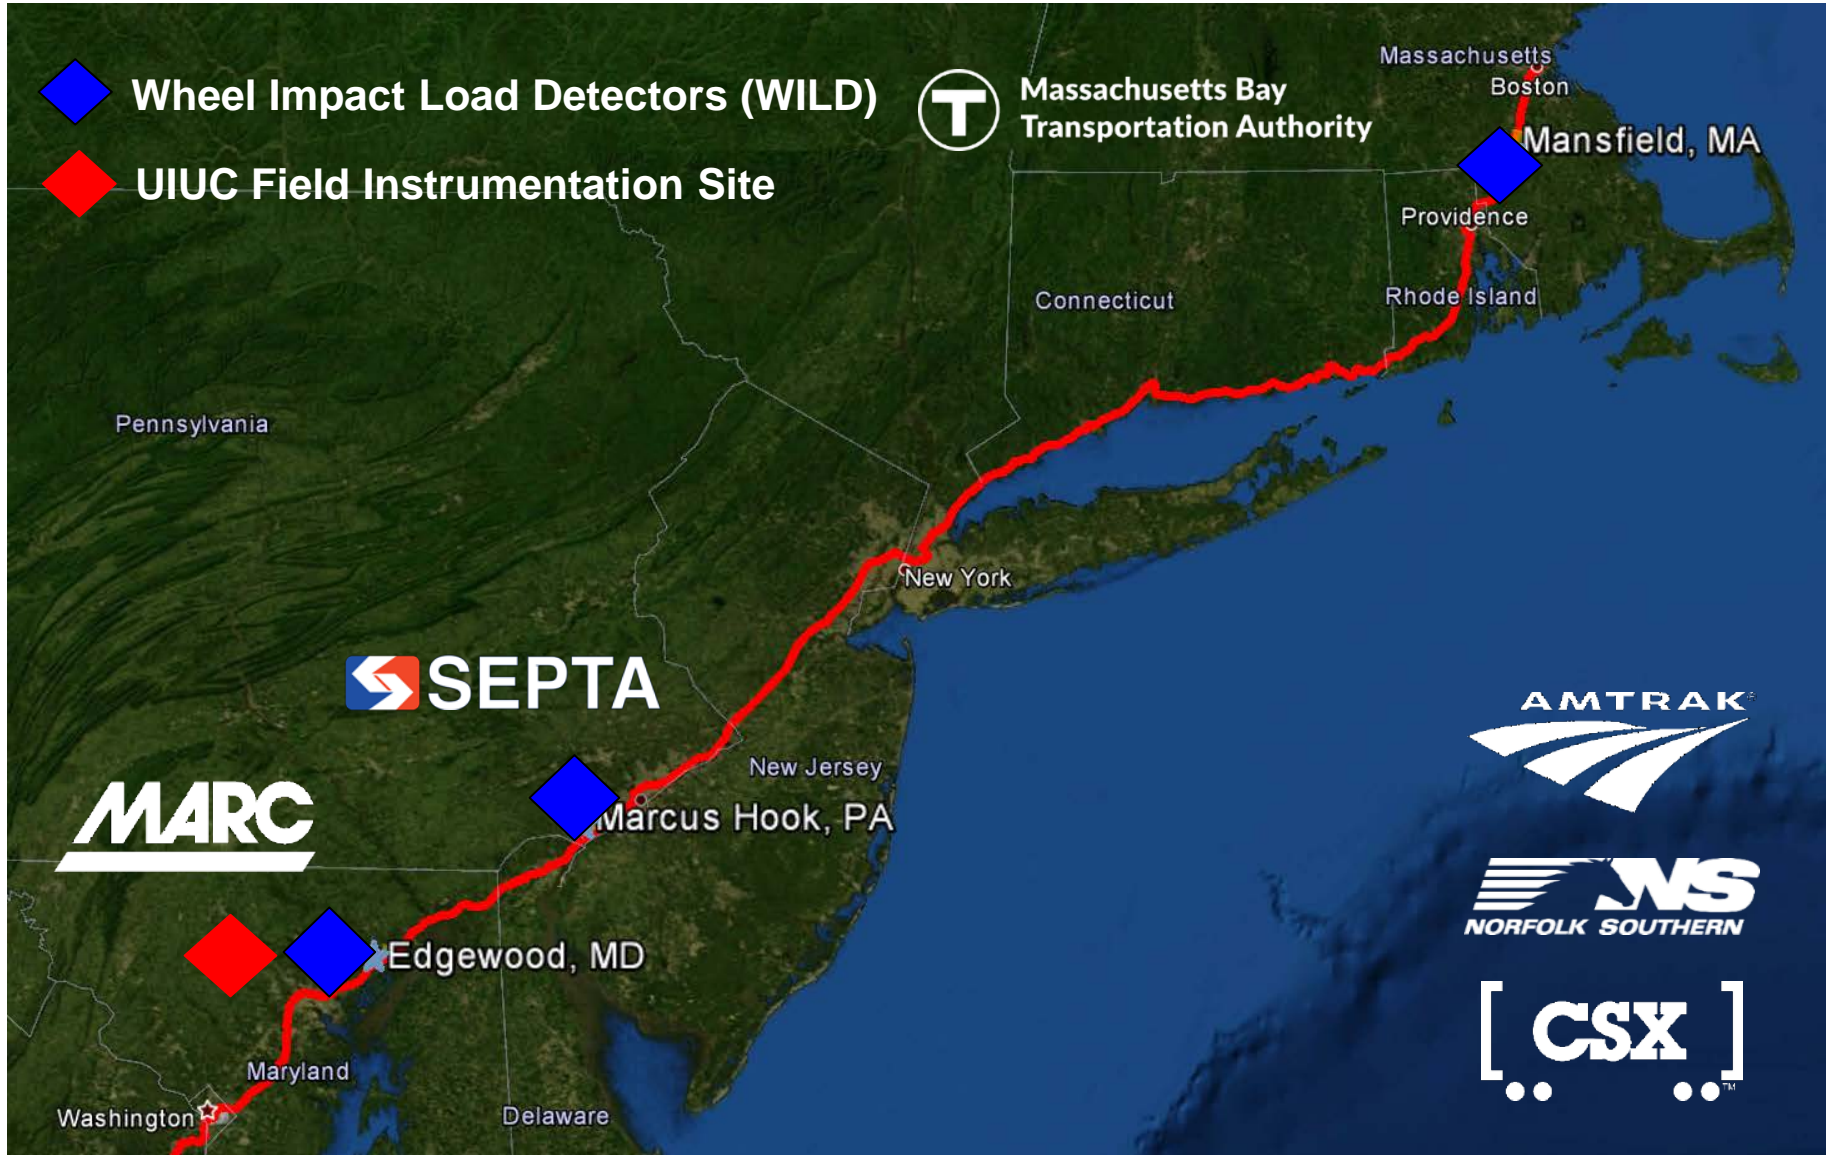 Wheel Impact Load Detectors (WILD)
UIUC Field Instrumentation Site
T
Massachusetts Bay
Transportation Authority
Massachusetts
Boston
Mansfield, MA
Providence
Connecticut
Rhode Island
Pennsylvania
New York
SEPTA
AMTRAK
New Jersey
MARC
Marcus Hook, PA
NS
NORFOLK SOUTHERN
Edgewood, MD
CSX
TM
Maryland
Washington
Delaware